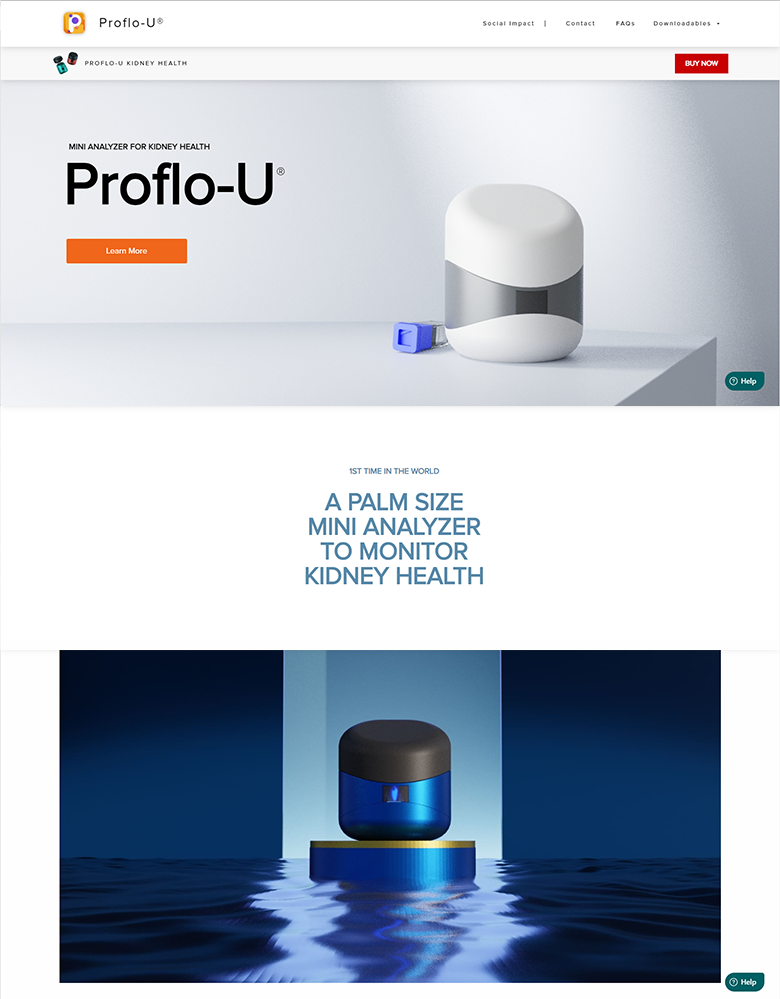 Proflo-U®
Social Impact | Contact FAQs Downloadables
PROFLO-U KIDNEY HEALTH
BUY NOW
MINI ANALYZER FOR KIDNEY HEALTH
Proflo-U®
Learn More
Help
1ST TIME IN THE WORLD
A PALM SIZE
MINI ANALYZER
TO MONITOR
KIDNEY HEALTH
Help